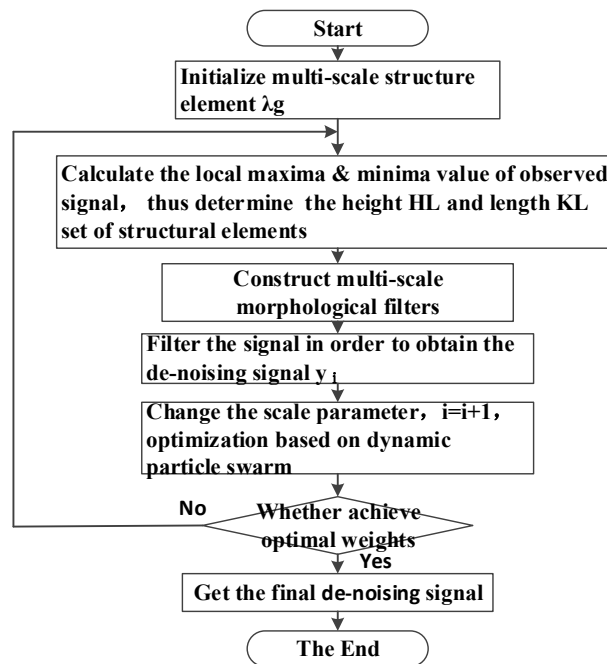 Start
Initialize multi-scale structure
element λg
Calculate the local maxima & minima value of observed
signal， thus determine the height HL and length KL
set of structural elements
Construct multi-scale
morphological filters
Filter the signal in order to obtain the
de-noising signal y i
Change the scale parameter，i=i+1，
optimization based on dynamic
particle swarm
No
Whether achieve
optimal weights
Yes
Get the final de-noising signal
The End